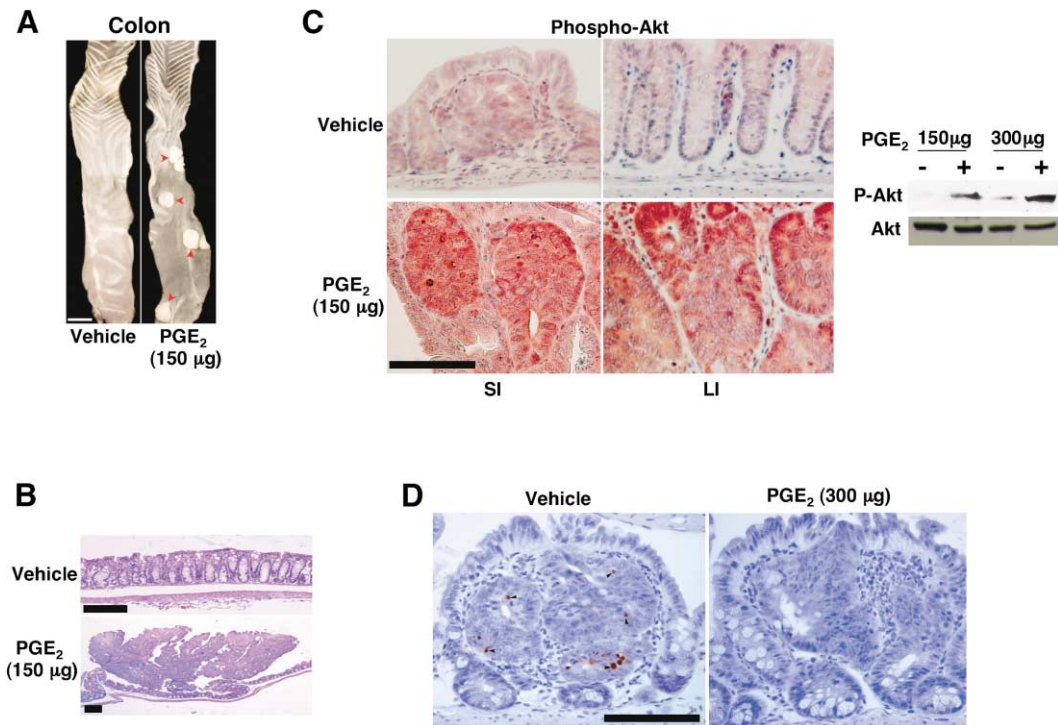 A
Colon
Vehicle
PGE₂
(150 μg)
C
Phospho-Akt
Vehicle
PGE₂
(150 μg)
SI
LI
PGE₂ 150μg 300μg
- + - +
P-Akt
Akt
B
Vehicle
PGE₂
(150 μg)
D
Vehicle
PGE₂ (300 μg)